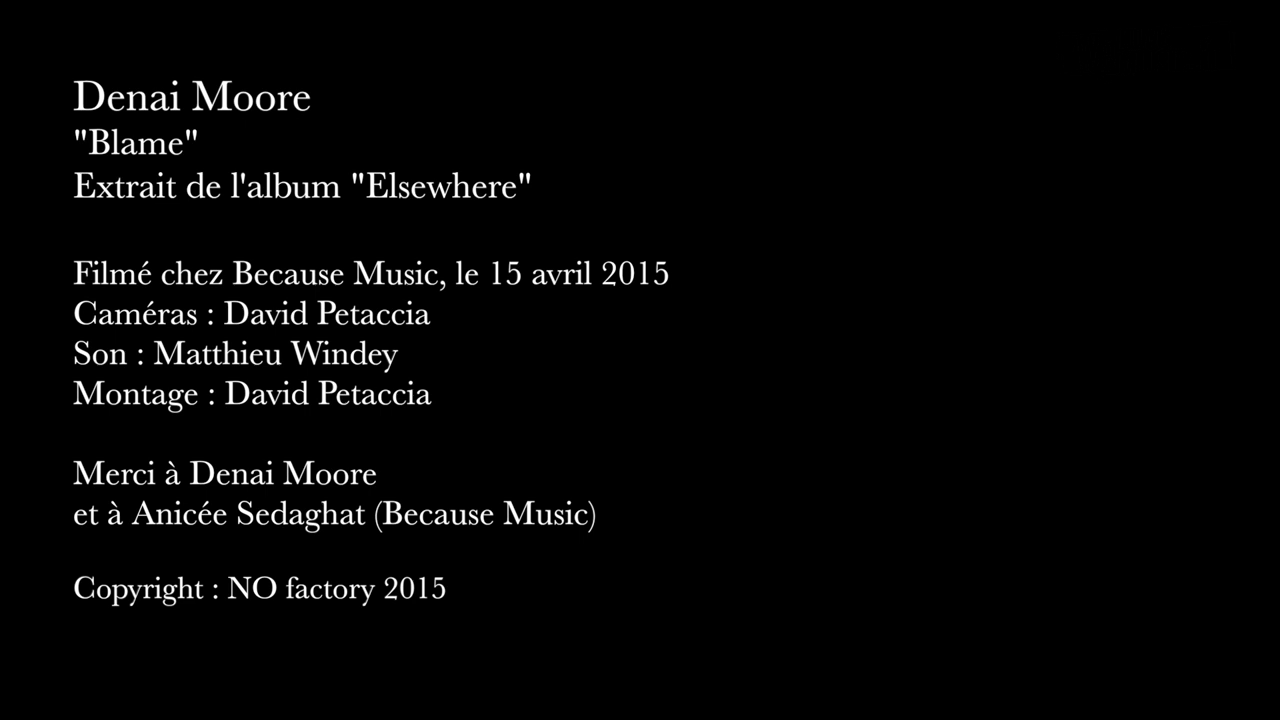 Denai Moore
"Blame"
Extrait de l'album "Elsewhere"
Filmé chez Because Music, le 15 avril 2015
Caméras : David Petaccia
Son : Matthieu Windey
Montage : David Petaccia
Merci à Denai Moore
et à Anicée Sedaghat (Because Music)
Copyright : NO factory 2015